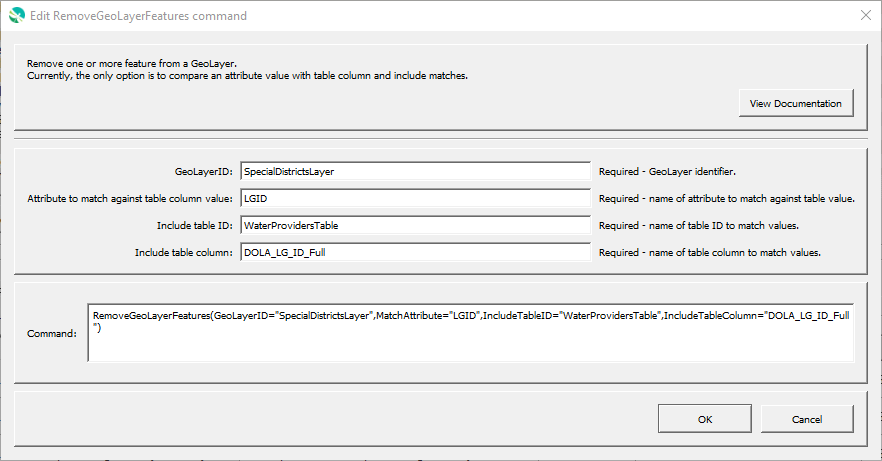 Edit RemoveGeoLayerFeatures command
Remove one or more feature from a GeoLayer.
Currently, the only option is to compare an attribute value with table column and include matches.
View Documentation
GeoLayerID: SpecialDistrictsLayer Required - GeoLayer identifier.
Attribute to match against table column value: LGID Required - name of attribute to match against table value.
Include table ID: WaterProvidersTable Required - name of table ID to match values.
Include table column: DOLA_LG_ID_Full Required - name of table column to match values.
RemoveGeoLayerFeatures(GeoLayerID="SpecialDistrictsLayer",MatchAttribute="LGID",IncludeTableID="WaterProvidersTable",IncludeTableColumn="DOLA_LG_ID_Full
")
Command:
OK Cancel